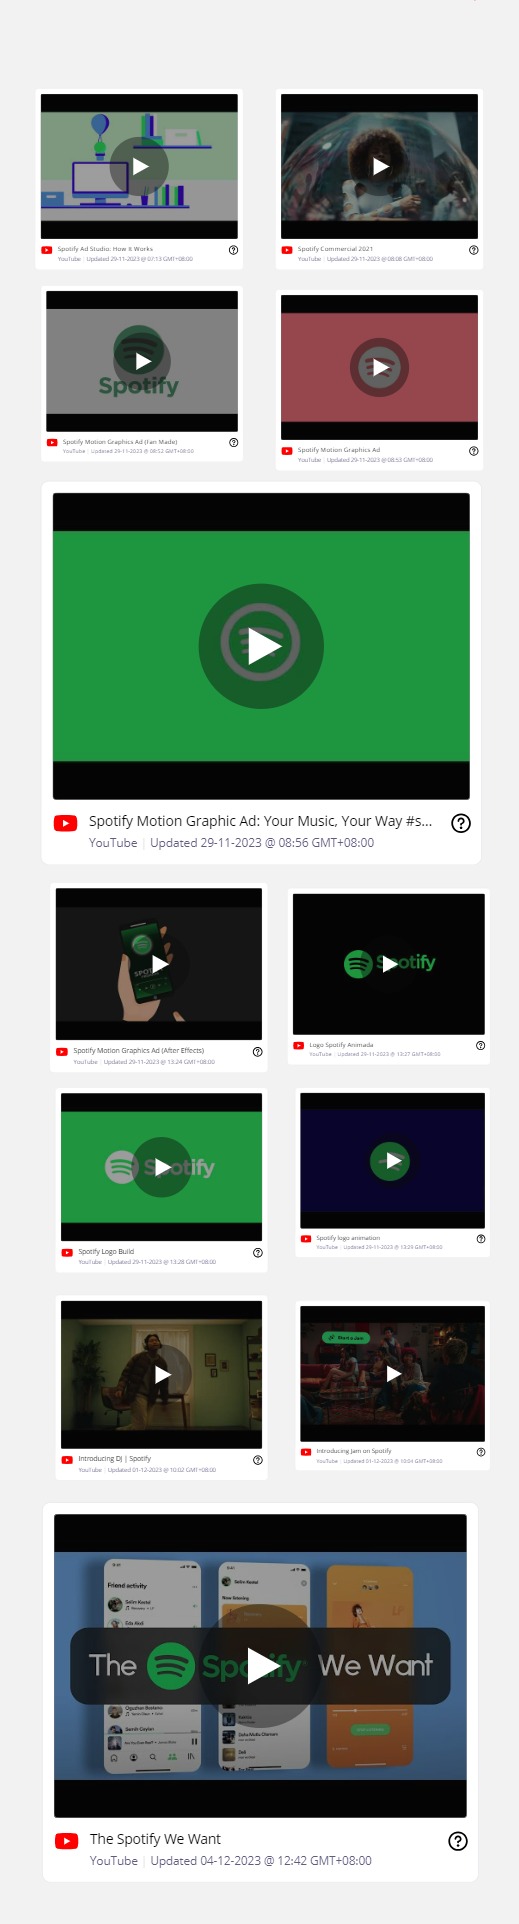 Spotify Ad Studio: How It Works
YouTube | Updated 29-11-2023 @ 07:13 GMT+08:00
Spotify Commercial 2021
YouTube | Updated 29-11-2023 @ 08:08 GMT+08:00
Spotify
Spotify Motion Graphics Ad (Fan Made)
YouTube | Updated 29-11-2023 @ 08:52 GMT+08:00
Spotify Motion Graphics Ad
YouTube | Updated 29-11-2023 @ 08:53 GMT+08:00
Spotify Motion Graphic Ad: Your Music, Your Way #s...
YouTube | Updated 29-11-2023 @ 08:56 GMT+08:00
Spotify Motion Graphics Ad (After Effects)
YouTube | Updated 29-11-2023 @ 13:24 GMT+08:00
Spotify
Logo Spotify Animada
YouTube | Updated 29-11-2023 @ 13:27 GMT+08:00
Spotify
Spotify Logo Build
YouTube | Updated 29-11-2023 @ 13:28 GMT+08:00
Spotify logo animation
YouTube | Updated 29-11-2023 @ 13:29 GMT+08:00
Introducing DJ | Spotify
YouTube | Updated 01-12-2023 @ 10:02 GMT+08:00
Start a Jam
Introducing Jam on Spotify
YouTube | Updated 01-12-2023 @ 10:04 GMT+08:00
Friend activity
Now listening
The Spotify We Want
The Spotify We Want
YouTube | Updated 04-12-2023 @ 12:42 GMT+08:00